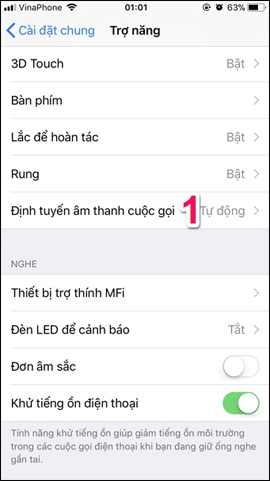 VinaPhone 01:01 63%
Cài đặt chung Trợ năng
3D Touch Bật
Bàn phím
Lắc để hoàn tác Bật
Rung Bật
Định tuyến âm thanh cuộc gọi 1 Tự động
NGHE
Thiết bị trợ thính MFi
Đèn LED để cảnh báo Tắt
Đơn âm sắc
Khử tiếng ồn điện thoại
Tính năng khử tiếng ồn giúp giảm tiếng ồn môi trường
trong các cuộc gọi điện thoại khi bạn đang giữ ống nghe
gần tai.